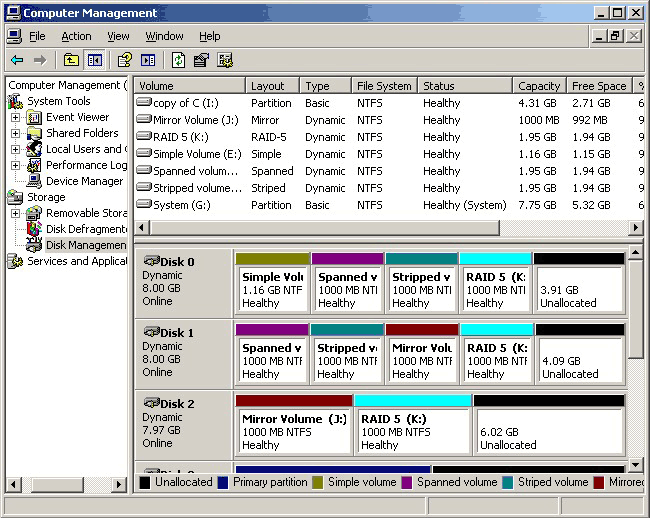 Computer Management
File Action View Window Help
Computer Management (
System Tools
Event Viewer
Shared Folders
Local Users and
Performance Log
Device Manager
Storage
Removable Stora
Disk Defragmente
Disk Managemen
Services and Applicat
Volume Layout Type File System Status Capacity Free Space %
copy of C (I:) Partition Basic NTFS Healthy 4.31 GB 2.71 GB 6
Mirror Volume (J:) Mirror Dynamic NTFS Healthy 1000 MB 992 MB 9
RAID 5 (K:) RAID-5 Dynamic NTFS Healthy 1.95 GB 1.94 GB 9
Simple Volume (E:) Simple Dynamic NTFS Healthy 1.16 GB 1.15 GB 9
Spanned volum... Spanned Dynamic NTFS Healthy 1.95 GB 1.94 GB 9
Stripped volume... Striped Dynamic NTFS Healthy 1.95 GB 1.94 GB 9
System (G:) Partition Basic NTFS Healthy (System) 7.75 GB 5.32 GB 6
Disk 0
Dynamic
8.00 GB
Online
Simple Volu Spanned v Stripped v RAID 5 (K:
1.16 GB NTF 1000 MB NTF 1000 MB NTI 1000 MB NTI 3.91 GB
Healthy Healthy Healthy Healthy Unallocated
Disk 1
Dynamic
8.00 GB
Online
Spanned v Stripped v Mirror Volu RAID 5 (K:
1000 MB NTF 1000 MB NTF 1000 MB NTF 1000 MB NTF 4.09 GB
Healthy Healthy Healthy Healthy Unallocated
Disk 2
Dynamic
7.97 GB
Online
Mirror Volume (J:) RAID 5 (K:)
1000 MB NTFS 1000 MB NTFS 6.02 GB
Healthy Healthy Unallocated
Unallocated Primary partition Simple volume Spanned volume Striped volume Mirrored